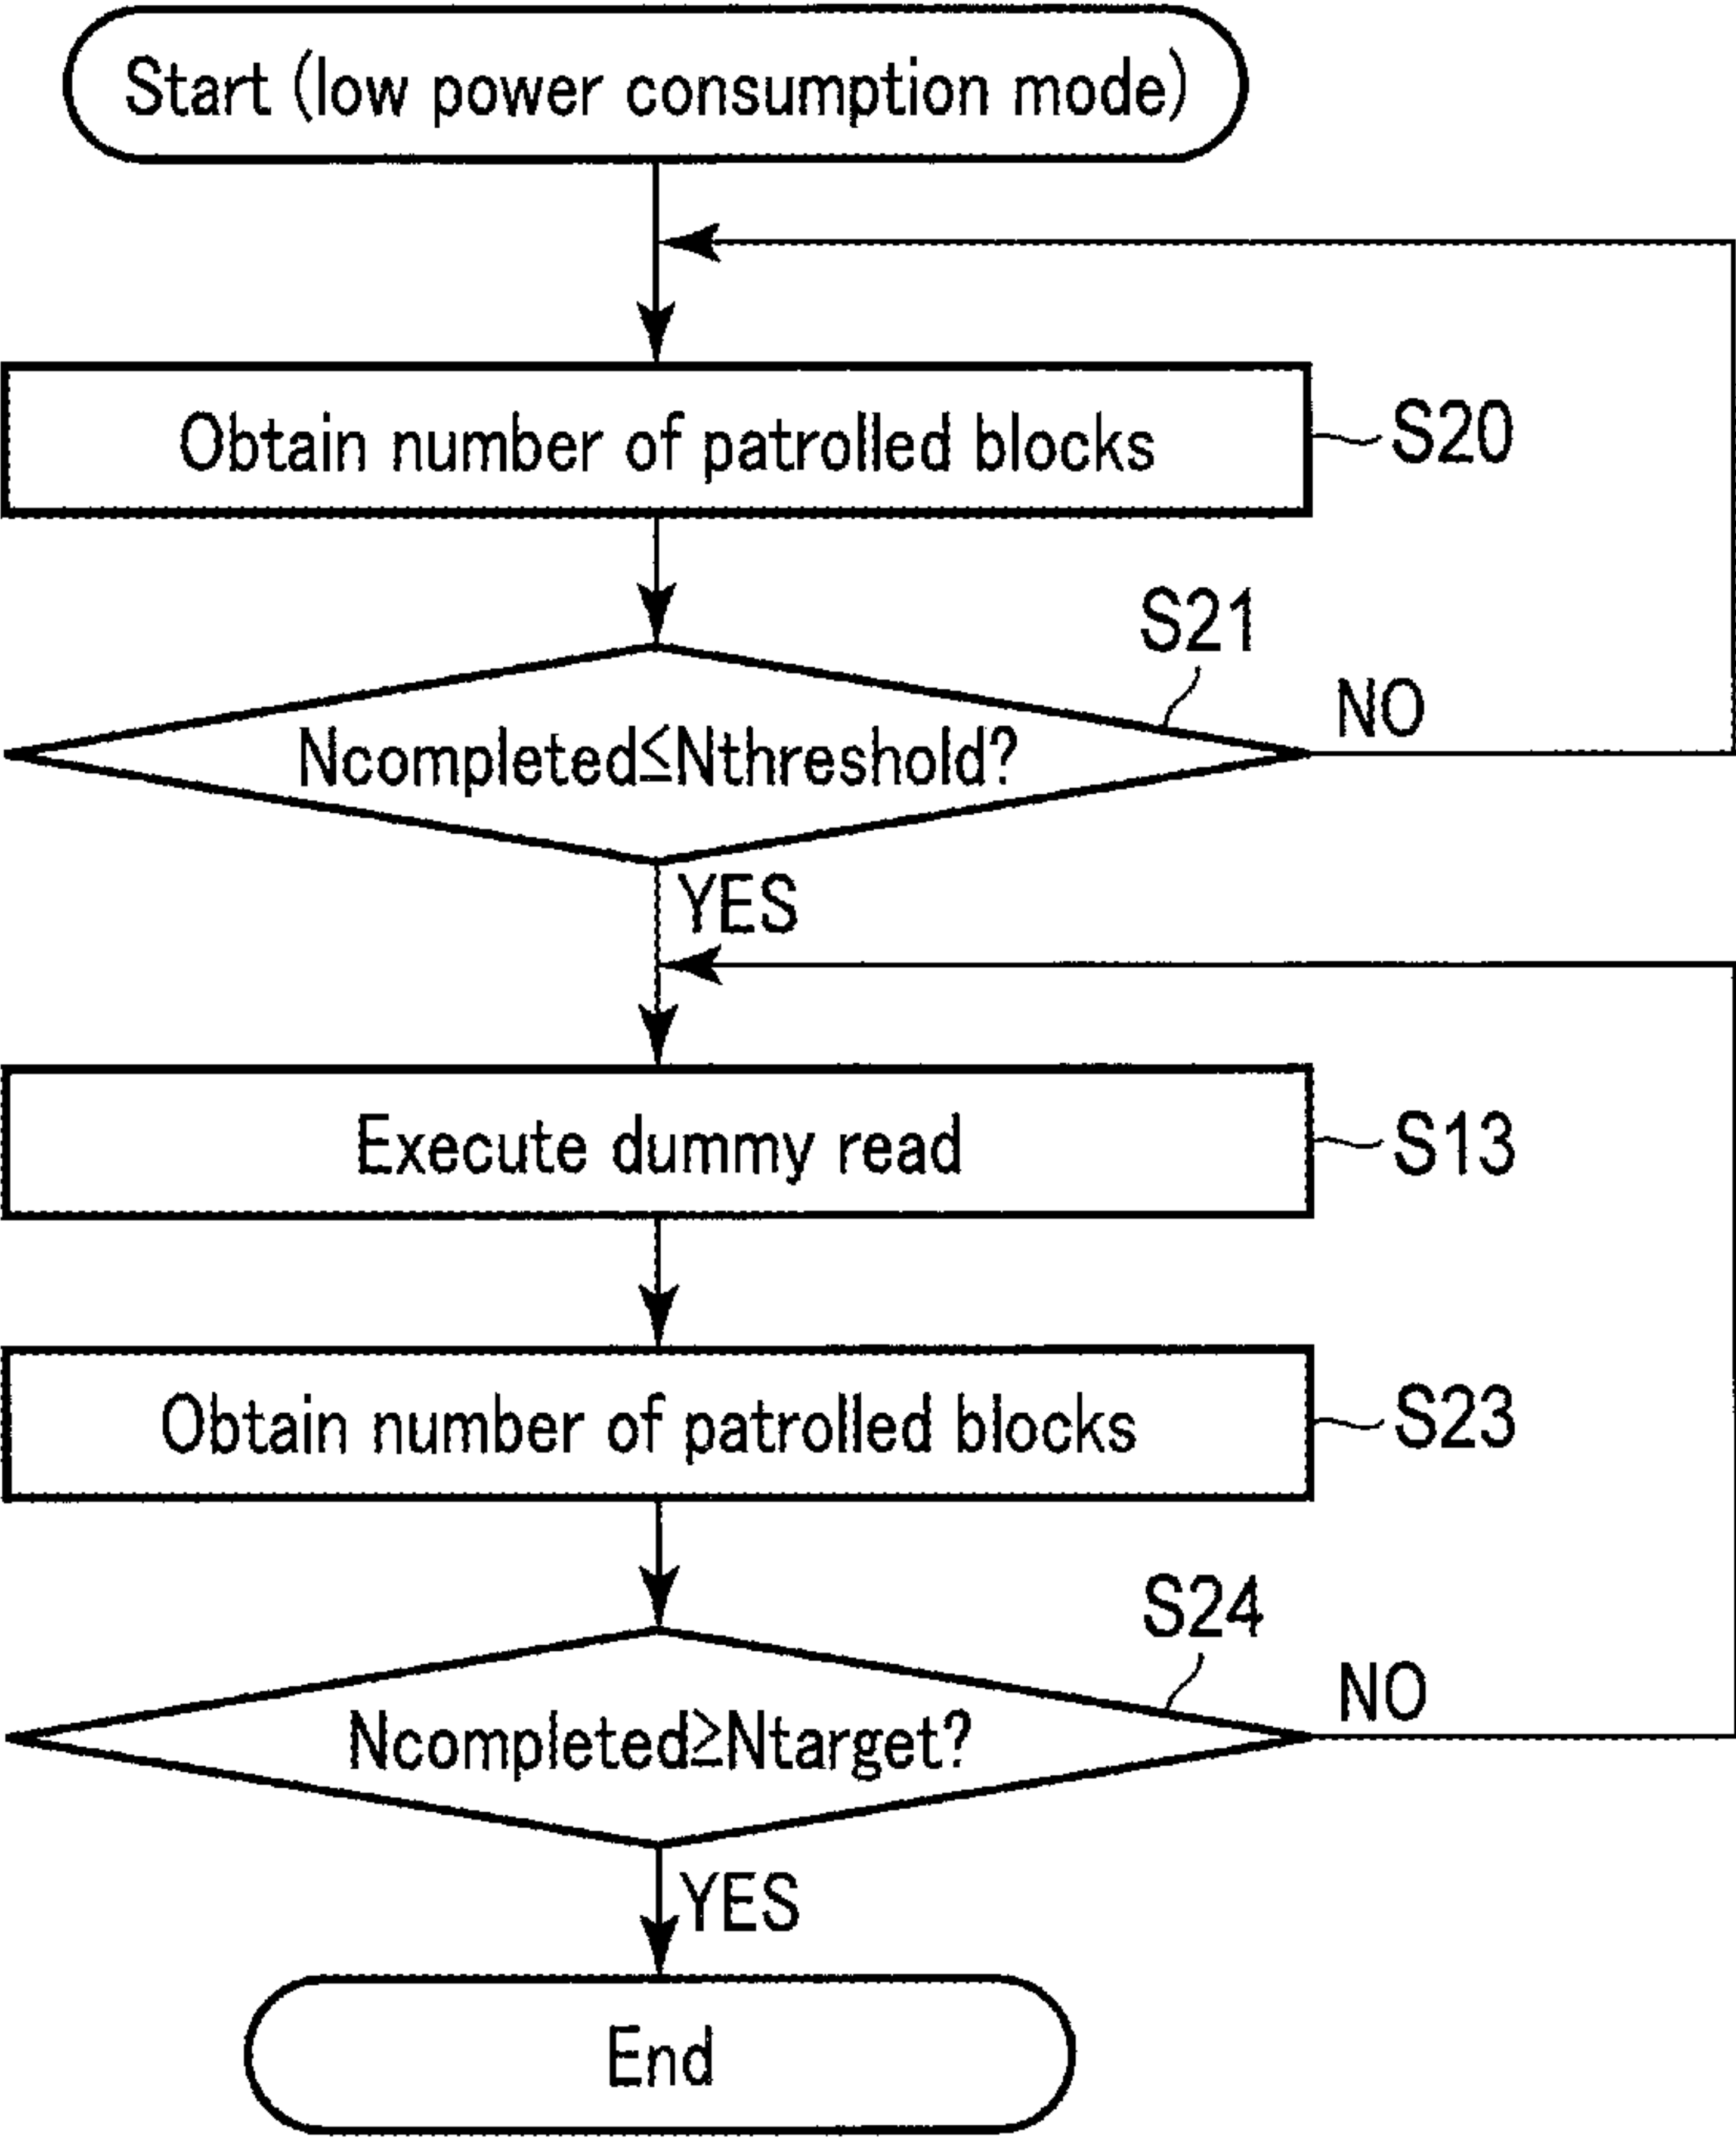 Start (low power consumption mode)
Obtain number of patrolled blocks
S20
S21
Ncompleted≦Nthreshold?
NO
YES
Execute dummy read
S13
Obtain number of patrolled blocks
S23
S24
Ncompleted≧Ntarget?
NO
YES
End